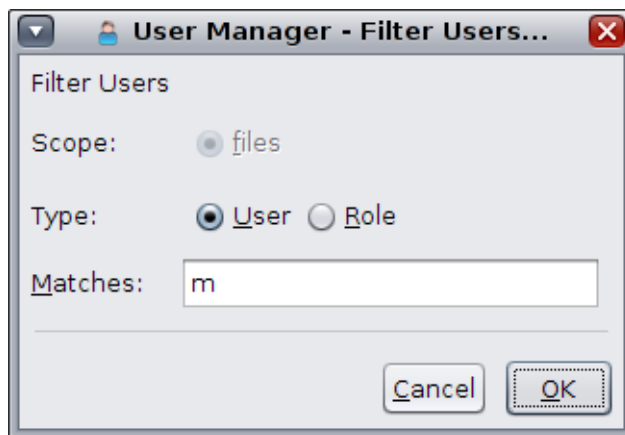 User Manager - Filter Users...
Filter Users
Scope: files
Type: User Role
Matches: m
Cancel OK